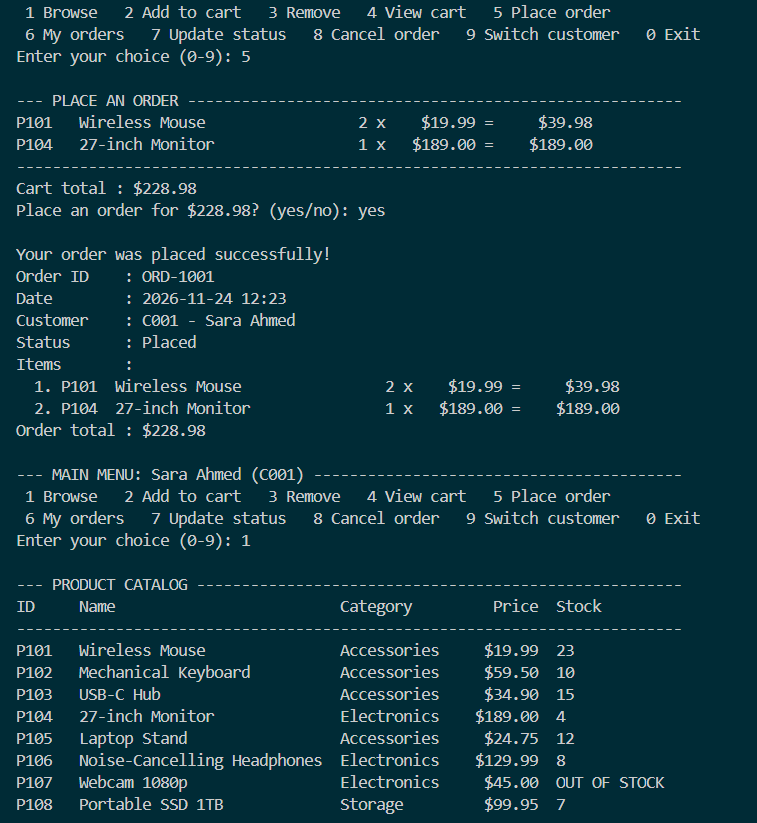 1 Browse   2 Add to cart   3 Remove   4 View cart   5 Place order
 6 My orders   7 Update status   8 Cancel order   9 Switch customer   0 Exit
Enter your choice (0-9): 5

--- PLACE AN ORDER -------------------------------------------------------
P101   Wireless Mouse                 2 x    $19.99 =     $39.98
P104   27-inch Monitor                1 x   $189.00 =    $189.00
--------------------------------------------------------------------------
Cart total : $228.98
Place an order for $228.98? (yes/no): yes

Your order was placed successfully!
Order ID    : ORD-1001
Date        : 2026-11-24 12:23
Customer    : C001 - Sara Ahmed
Status      : Placed
Items       :
  1. P101  Wireless Mouse                2 x    $19.99 =     $39.98
  2. P104  27-inch Monitor               1 x   $189.00 =    $189.00
Order total : $228.98

--- MAIN MENU: Sara Ahmed (C001) -----------------------------------------
 1 Browse   2 Add to cart   3 Remove   4 View cart   5 Place order
 6 My orders   7 Update status   8 Cancel order   9 Switch customer   0 Exit
Enter your choice (0-9): 1

--- PRODUCT CATALOG ------------------------------------------------------
ID     Name                         Category         Price  Stock
--------------------------------------------------------------------------
P101   Wireless Mouse               Accessories     $19.99  23
P102   Mechanical Keyboard          Accessories     $59.50  10
P103   USB-C Hub                    Accessories     $34.90  15
P104   27-inch Monitor              Electronics    $189.00  4
P105   Laptop Stand                 Accessories     $24.75  12
P106   Noise-Cancelling Headphones  Electronics    $129.99  8
P107   Webcam 1080p                 Electronics     $45.00  OUT OF STOCK
P108   Portable SSD 1TB             Storage         $99.95  7